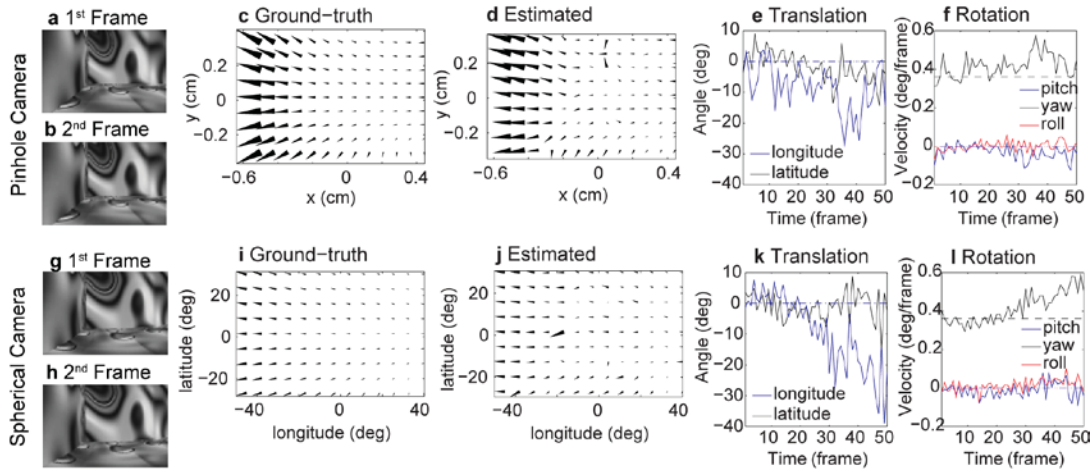 Pinhole Camera
a 1st Frame
b 2nd Frame
c Ground-truth
y (cm)
0.2
0
-0.2
-0.6 0 0.4
x (cm)
d Estimated
y (cm)
0.2
0
-0.2
-0.6 0 0.4
x (cm)
e Translation
Angle (deg)
10
0
-10
-20
-30
-40
longitude
latitude
10 20 30 40 50
Time (frame)
f Rotation
Velocity (deg/frame)
0.6
0.4
0.2
0
-0.2
pitch
yaw
roll
10 20 30 40 50
Time (frame)
Spherical Camera
g 1st Frame
h 2nd Frame
i Ground-truth
latitude (deg)
20
0
-20
-40 0 40
longitude (deg)
j Estimated
latitude (deg)
20
0
-20
-40 0 40
longitude (deg)
k Translation
Angle (deg)
10
0
-10
-20
-30
-40
longitude
latitude
10 20 30 40 50
Time (frame)
l Rotation
Velocity (deg/frame)
0.6
0.4
0.2
0
-0.2
pitch
yaw
roll
10 20 30 40 50
Time (frame)